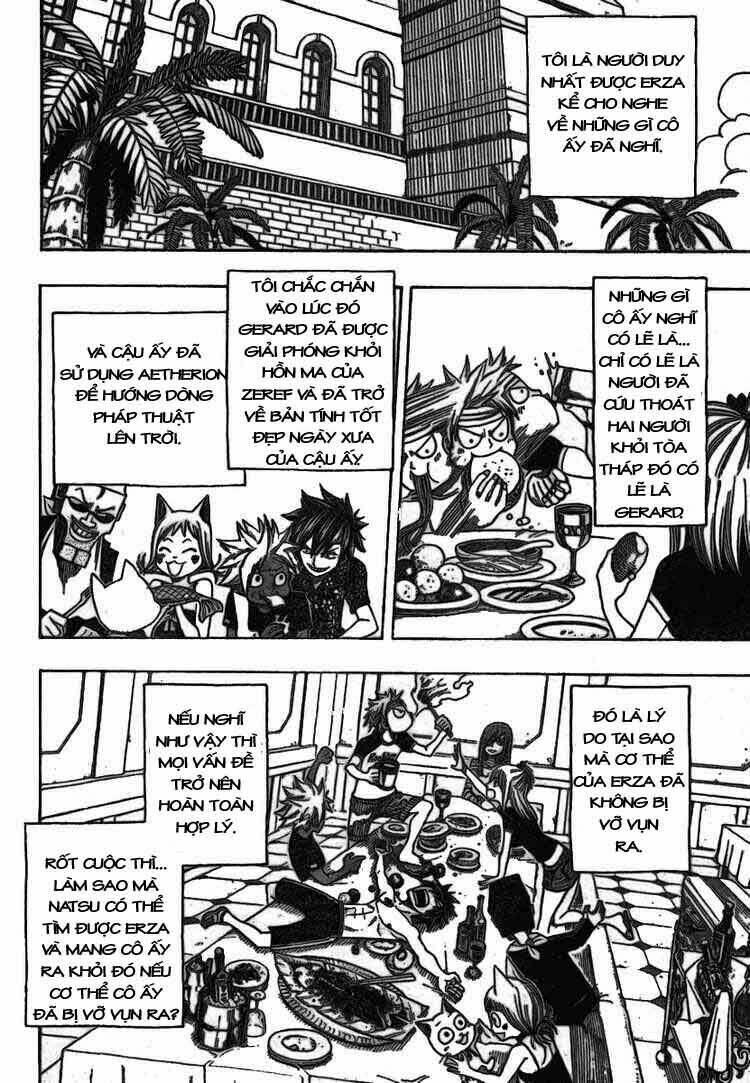 TÔI LÀ NGƯỜI DUY
NHẤT ĐƯỢC ERZA
KỂ CHO NGHE
VỀ NHỮNG GÌ CÔ
ẤY ĐÃ NGHĨ.
NHỮNG GÌ
CÔ ẤY NGHĨ
CÓ LẼ LÀ...
CHỈ CÓ LẼ LÀ
NGƯỜI ĐÃ
CỨU THOÁT
HAI NGƯỜI
KHỎI TÒA
THÁP ĐÓ CÓ
LẼ LÀ
GERARD.
TÔI CHẮC CHẮN
VÀO LÚC ĐÓ
GERARD ĐÃ ĐƯỢC
GIẢI PHÓNG KHỎI
HỒN MA CỦA
ZEREF VÀ ĐÃ TRỞ
VỀ BẢN TÍNH TỐT
ĐẸP NGÀY XƯA
CỦA CẬU ẤY.
VÀ CẬU ẤY ĐÃ
SỬ DỤNG AETHERION
ĐỂ HƯỚNG DÒNG
PHÁP THUẬT
LÊN TRỜI.
ĐÓ LÀ LÝ
DO TẠI SAO
MÀ CƠ THỂ
CỦA ERZA ĐÃ
KHÔNG BỊ
VỠ VỤN
RA.
NẾU NGHĨ
NHƯ VẬY THÌ
MỌI VẤN ĐỀ
TRỞ NÊN
HOÀN TOÀN
HỢP LÝ.
RỐT CUỘC THÌ...
LÀM SAO MÀ
NATSU CÓ THỂ
TÌM ĐƯỢC ERZA
VÀ MANG CÔ ẤY
RA KHỎI ĐÓ NẾU
CƠ THỂ CÔ ẤY
ĐÃ BỊ VỠ VỤN RA?